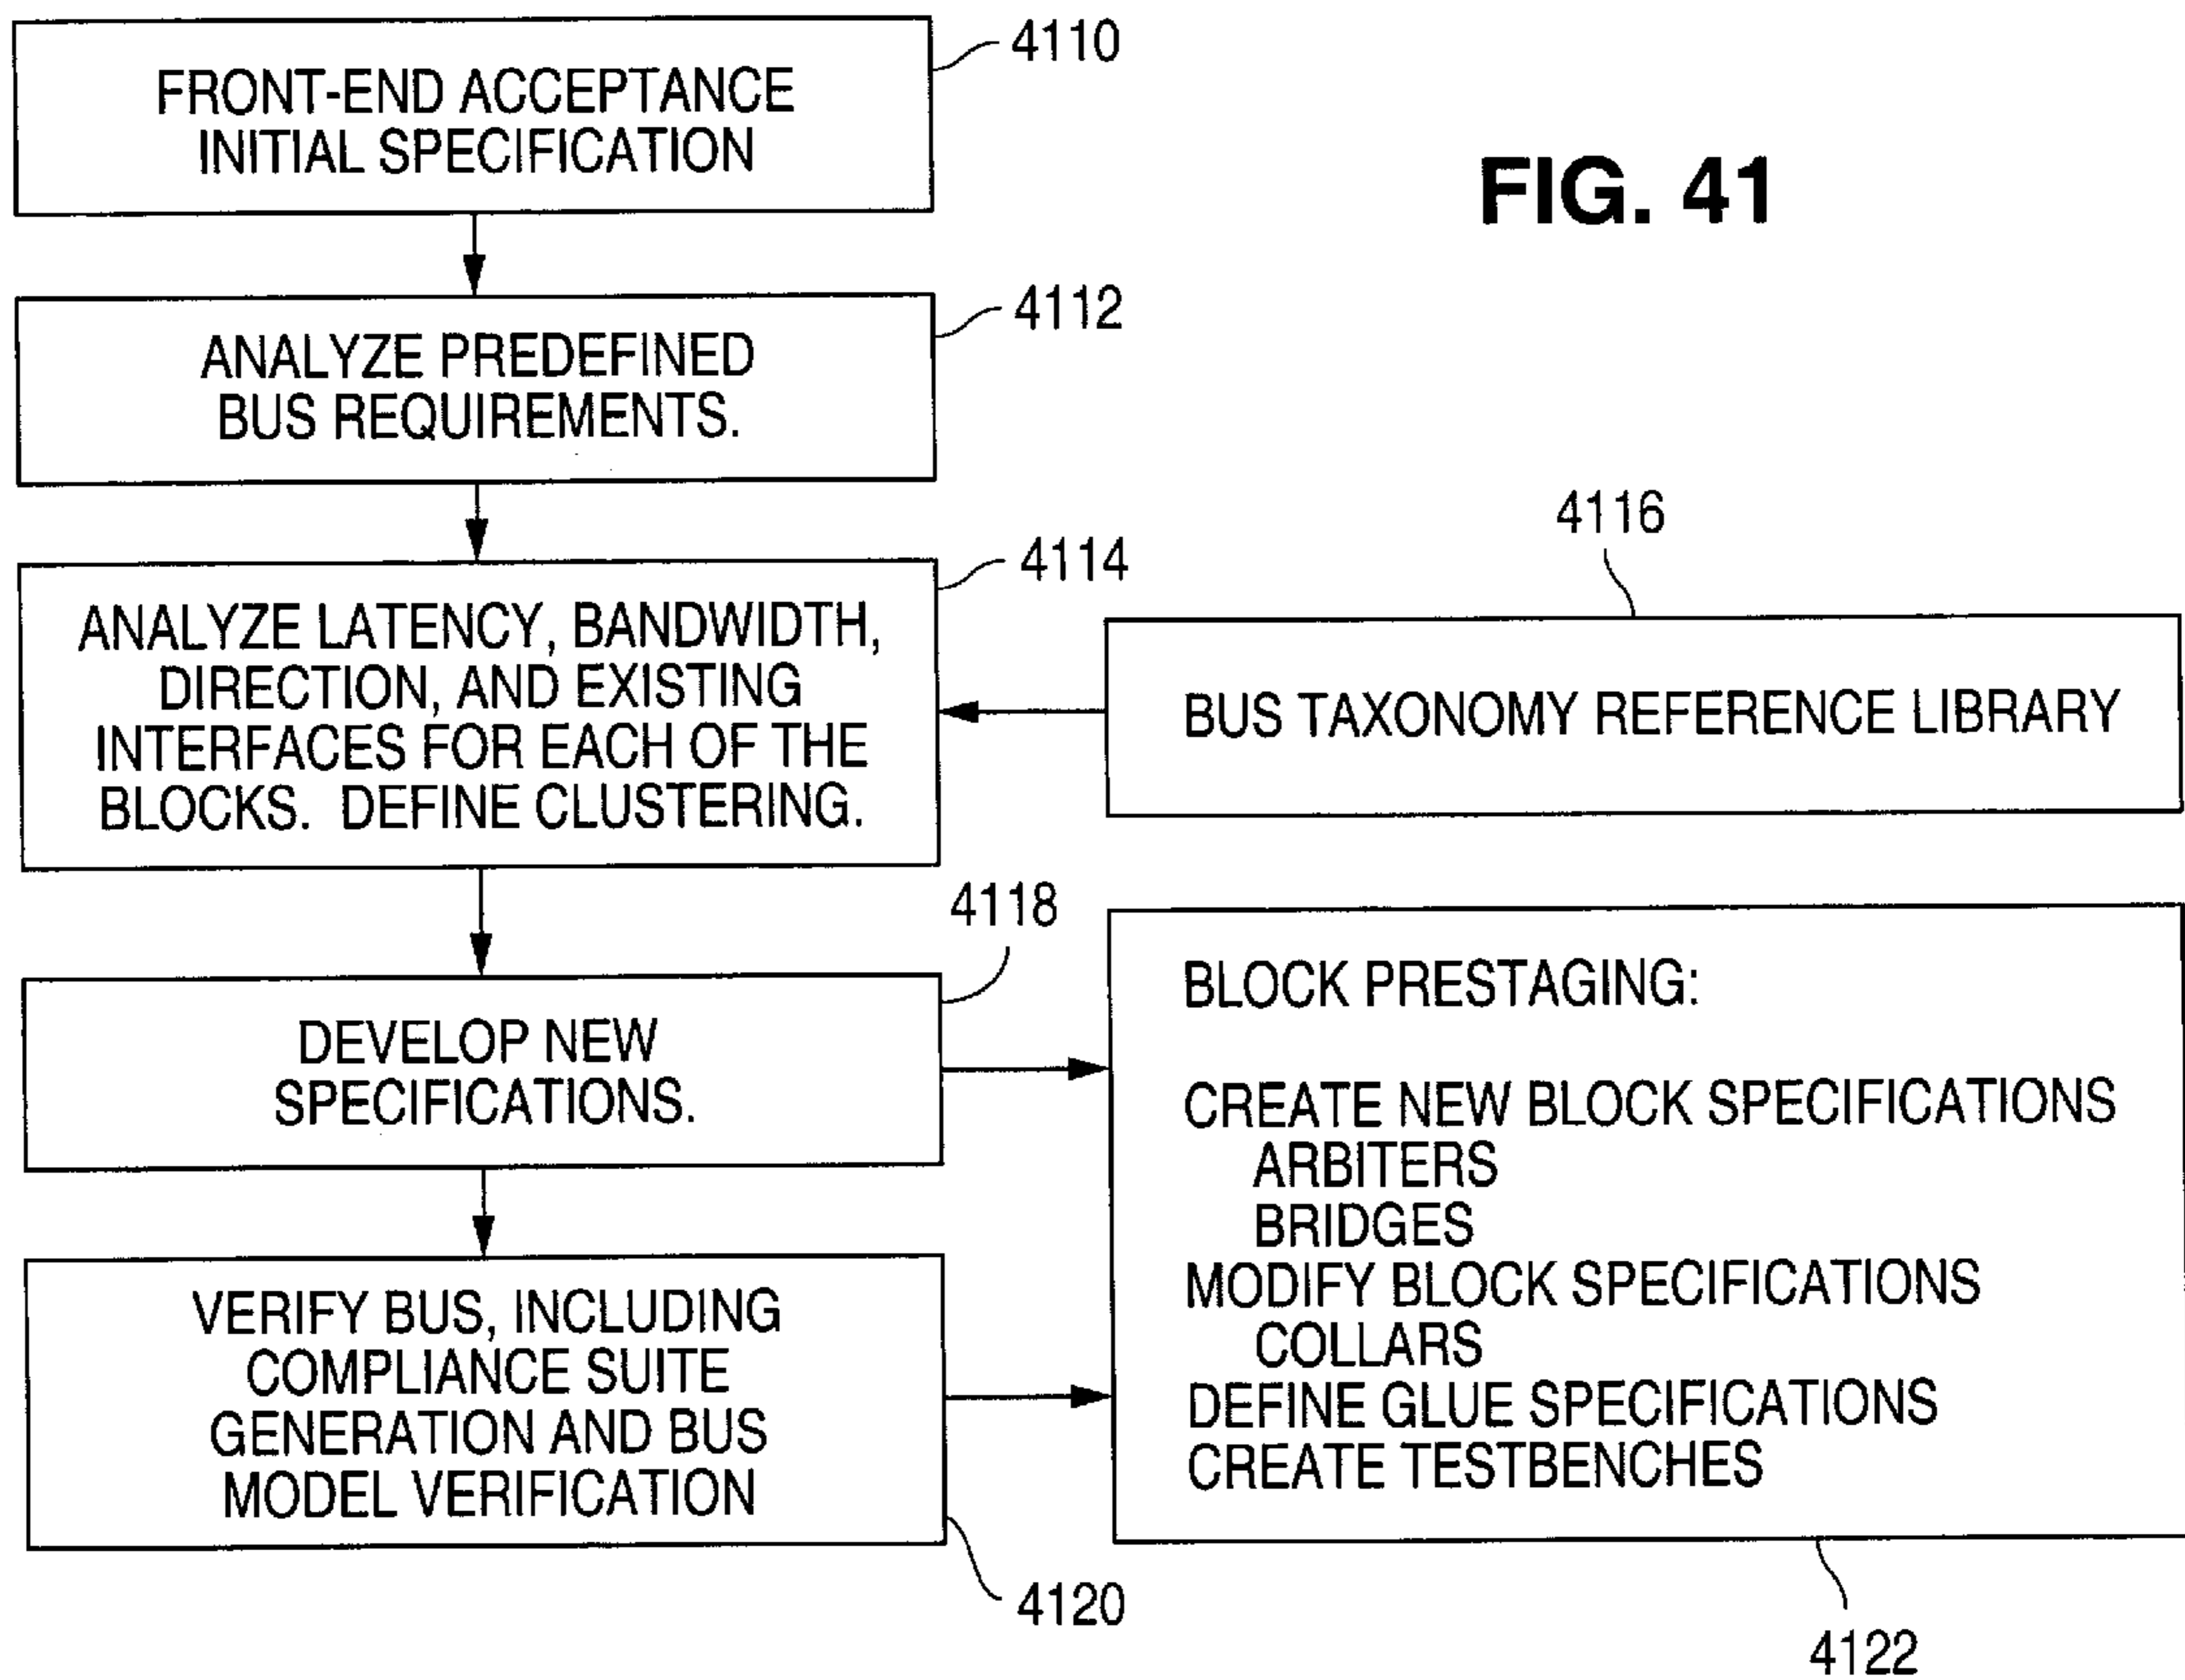 4110
FRONT-END ACCEPTANCE
INITIAL SPECIFICATION
FIG. 41
4112
ANALYZE PREDEFINED
BUS REQUIREMENTS.
4114
ANALYZE LATENCY, BANDWIDTH,
DIRECTION, AND EXISTING
INTERFACES FOR EACH OF THE
BLOCKS. DEFINE CLUSTERING.
4116
BUS TAXONOMY REFERENCE LIBRARY
4118
DEVELOP NEW
SPECIFICATIONS.
VERIFY BUS, INCLUDING
COMPLIANCE SUITE
GENERATION AND BUS
MODEL VERIFICATION
4120
BLOCK PRESTAGING:
CREATE NEW BLOCK SPECIFICATIONS
ARBITERS
BRIDGES
MODIFY BLOCK SPECIFICATIONS
COLLARS
DEFINE GLUE SPECIFICATIONS
CREATE TESTBENCHES
4122